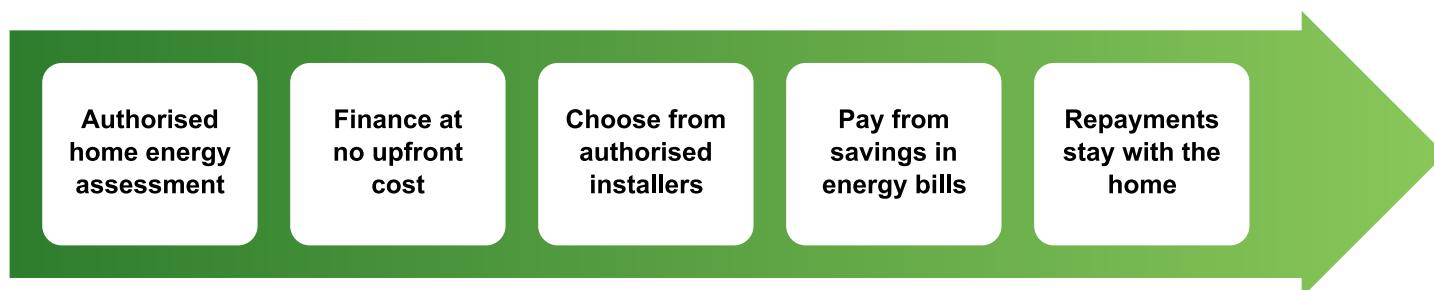 Authorised
home energy
assessment
Finance at
no upfront
cost
Choose from
authorised
installers
Pay from
savings in
energy bills
Repayments
stay with the
home